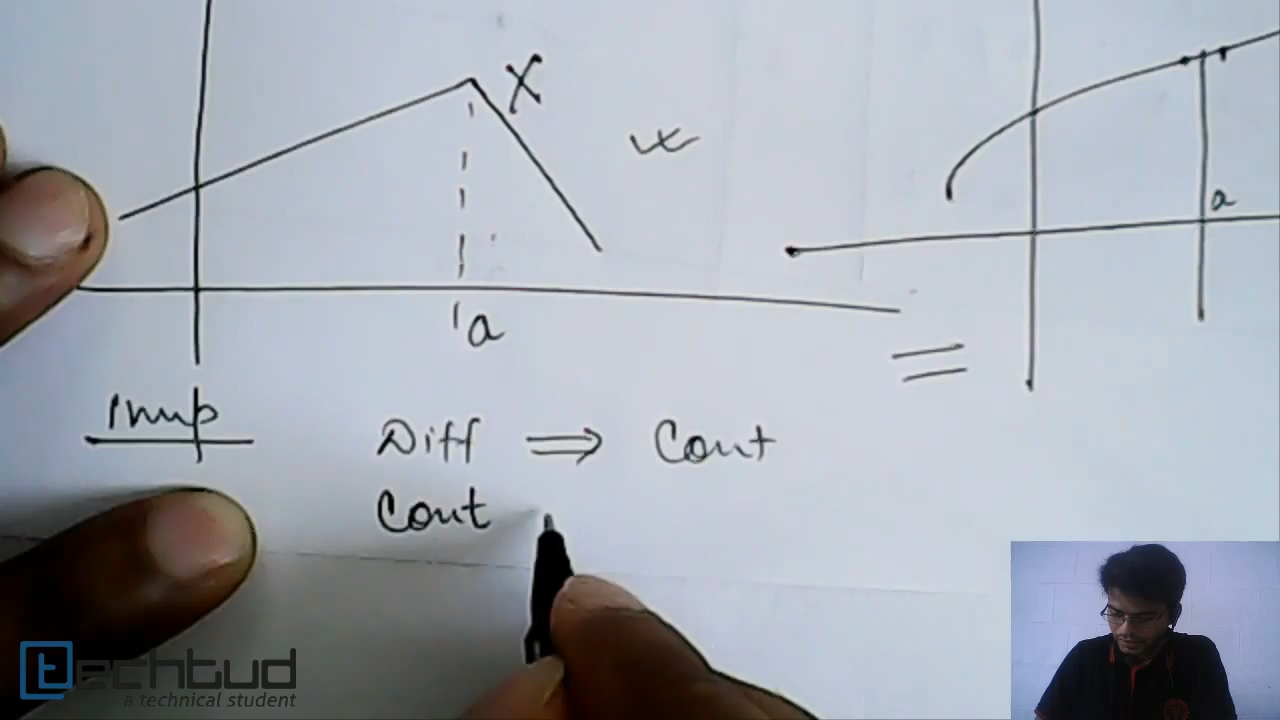 X
a
a
Imp
Diff ⇒ Cont
Cont
techtud
a technical student